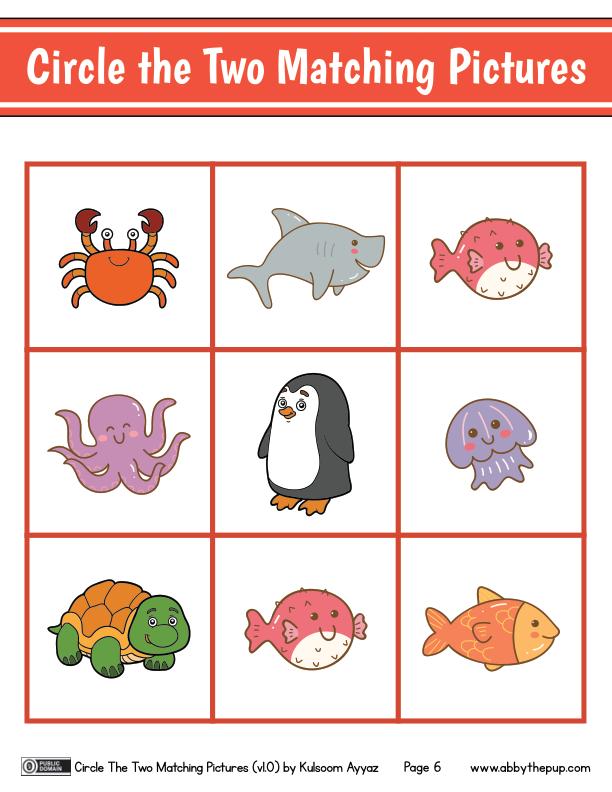 Circle the Two Matching Pictures
PUBLIC DOMAIN
Circle The Two Matching Pictures (v1.0) by Kulsoom Ayyaz Page 6 www.abbythepup.com